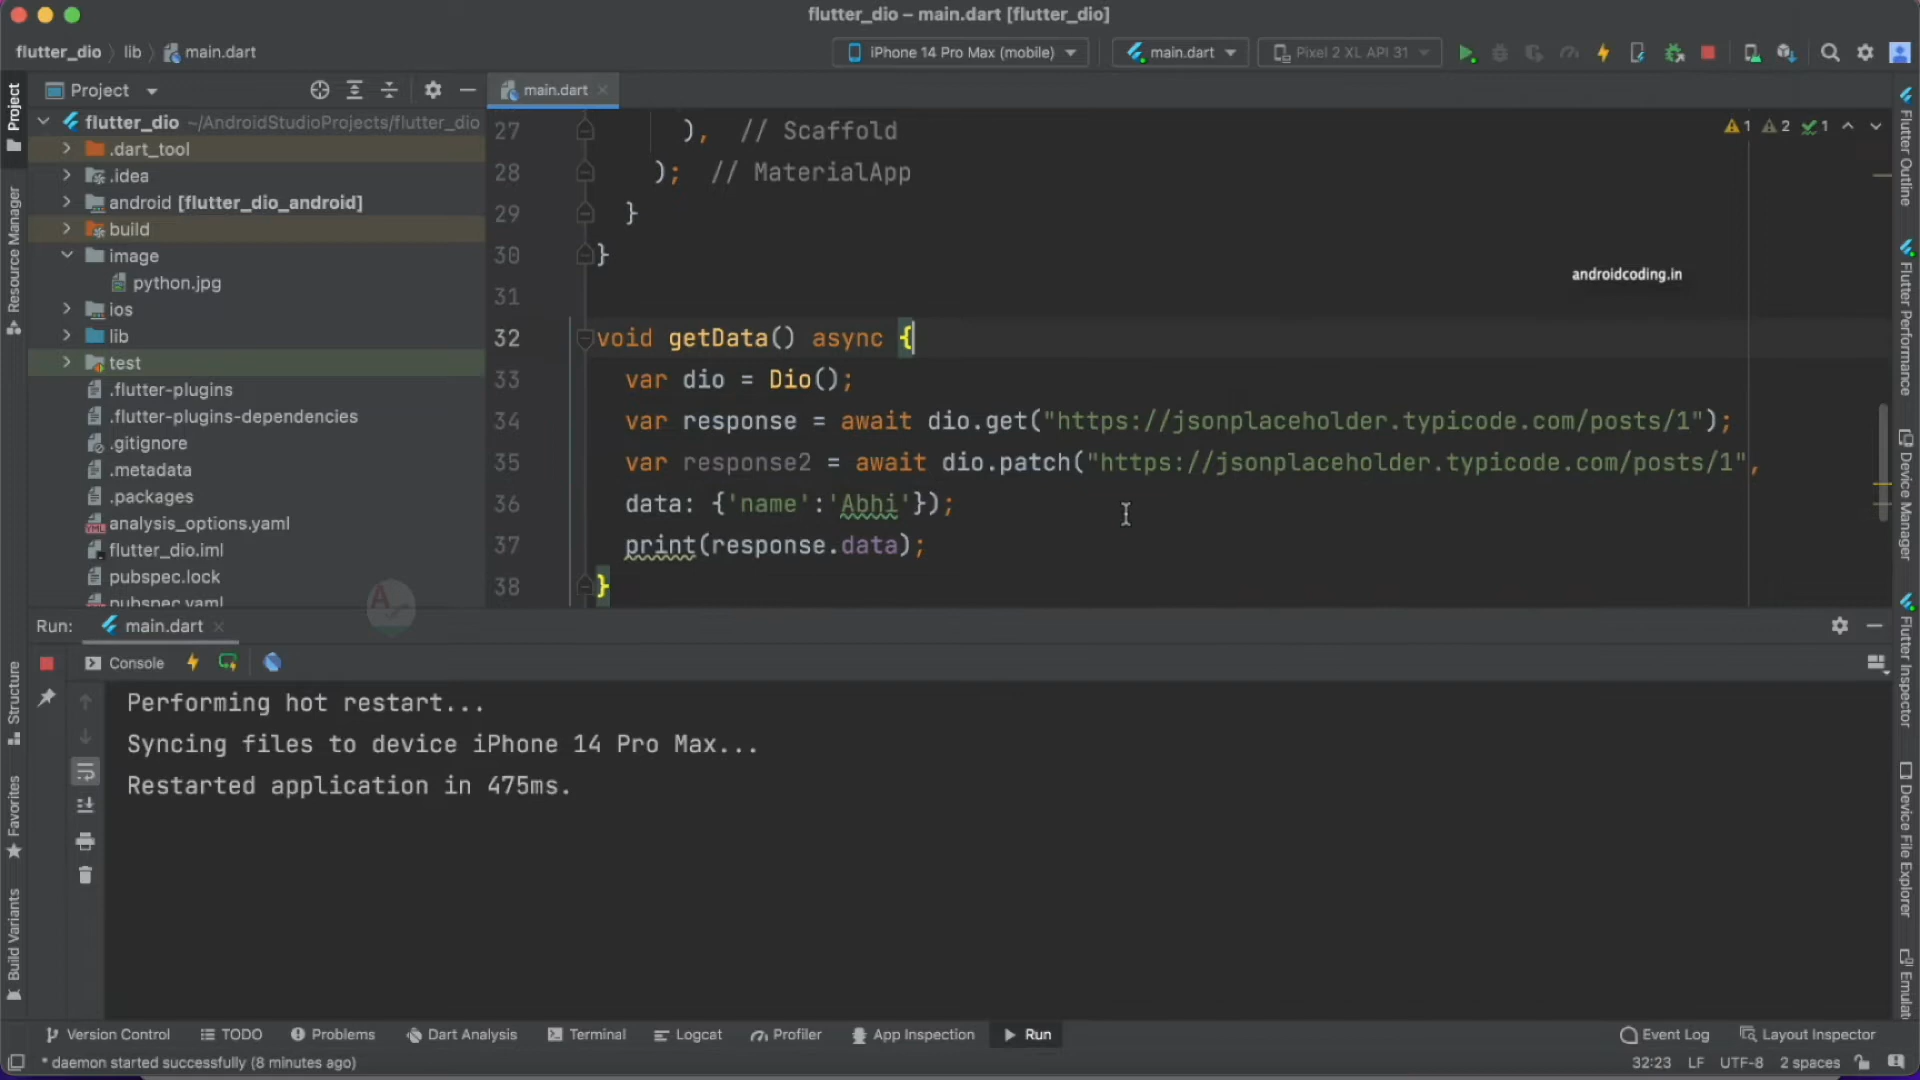 flutter_dio – main.dart [flutter_dio]
flutter_dio lib main.dart
iPhone 14 Pro Max (mobile) main.dart Pixel 2 XL API 31
Project main.dart
flutter_dio ~/AndroidStudioProjects/flutter_dio
.dart_tool
.idea
android [flutter_dio_android]
build
image
python.jpg
ios
lib
test
.flutter-plugins
.flutter-plugins-dependencies
.gitignore
.metadata
.packages
analysis_options.yaml
flutter_dio.iml
pubspec.lock
pubspec.yaml
27 ), // Scaffold
28 ); // MaterialApp
29 }
30 }
31
32 void getData() async {
33 var dio = Dio();
34 var response = await dio.get("https://jsonplaceholder.typicode.com/posts/1");
35 var response2 = await dio.patch("https://jsonplaceholder.typicode.com/posts/1",
36 data: {'name':'Abhi'});
37 print(response.data);
38 }
1 2 1
androidcoding.in
Project
Resource Manager
Structure
Favorites
Build Variants
Flutter Outline
Flutter Performance
Device Manager
Flutter Inspector
Device File Explorer
Run: main.dart
Console
Performing hot restart...
Syncing files to device iPhone 14 Pro Max...
Restarted application in 475ms.
Version Control TODO Problems Dart Analysis Terminal Logcat Profiler App Inspection Run Event Log Layout Inspector
* daemon started successfully (8 minutes ago) 32:23 LF UTF-8 2 spaces